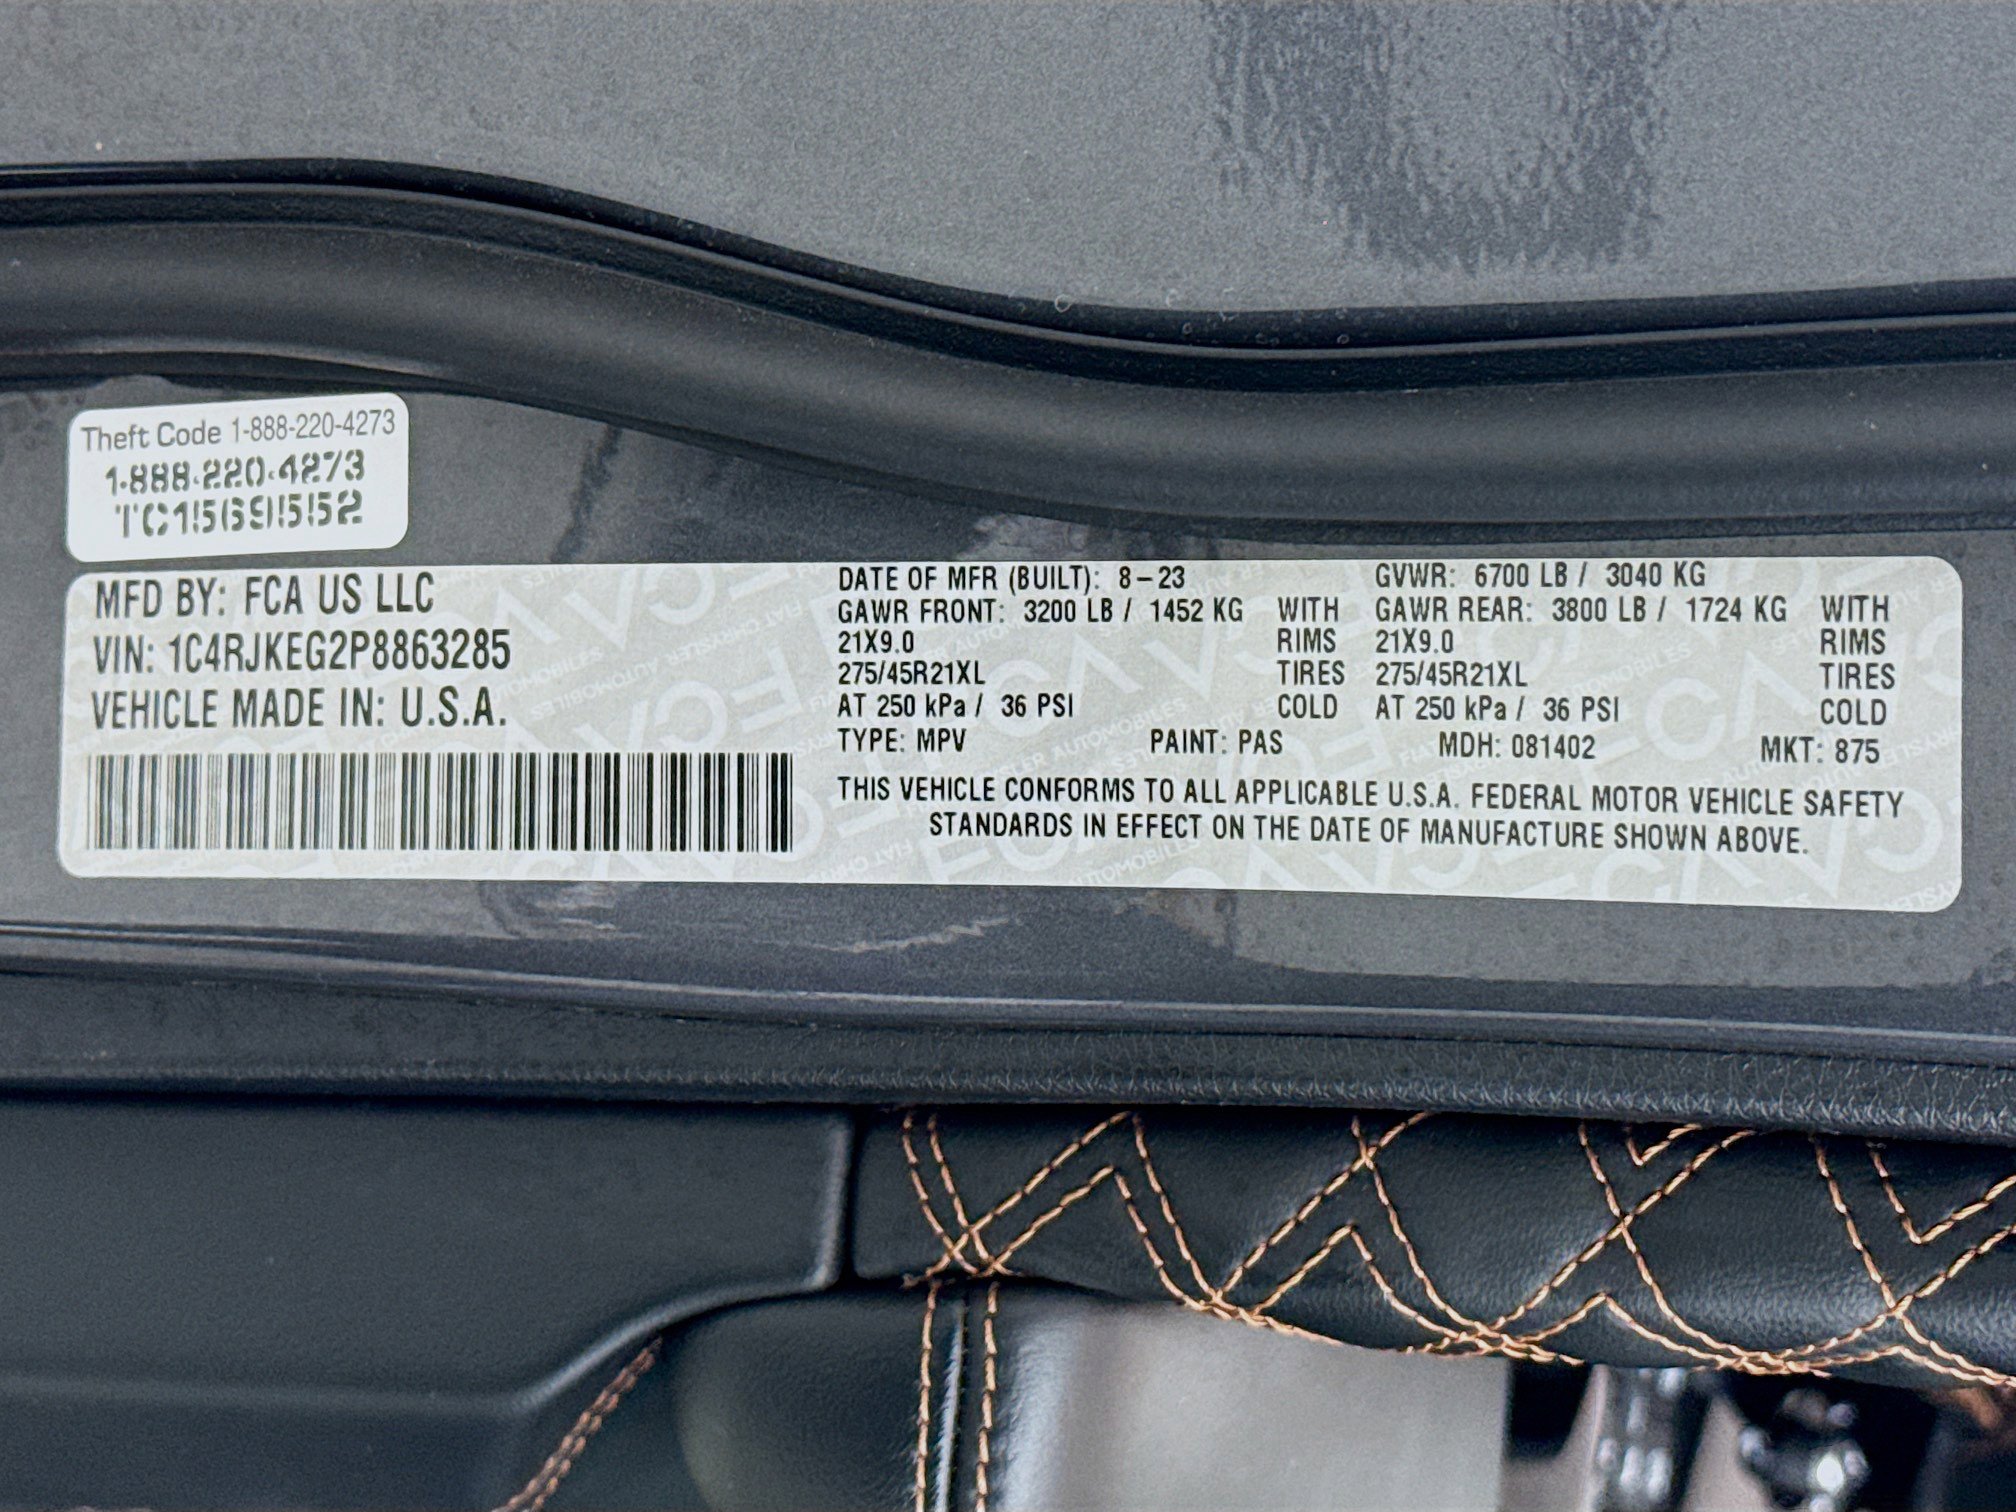 Theft Code 1-888-220-4273
1-888-220-4273
TC1569552
MFD BY: FCA US LLC
VIN: 1C4RJKEG2P8863285
VEHICLE MADE IN: U.S.A.
DATE OF MFR (BUILT): 8-23 GVWR: 6700 LB / 3040 KG
GAWR FRONT: 3200 LB / 1452 KG WITH GAWR REAR: 3800 LB / 1724 KG WITH
21X9.0 RIMS 21X9.0 RIMS
275/45R21XL TIRES 275/45R21XL TIRES
AT 250 kPa / 36 PSI COLD AT 250 kPa / 36 PSI COLD
TYPE: MPV PAINT: PAS MDH: 081402 MKT: 875
THIS VEHICLE CONFORMS TO ALL APPLICABLE U.S.A. FEDERAL MOTOR VEHICLE SAFETY
STANDARDS IN EFFECT ON THE DATE OF MANUFACTURE SHOWN ABOVE.